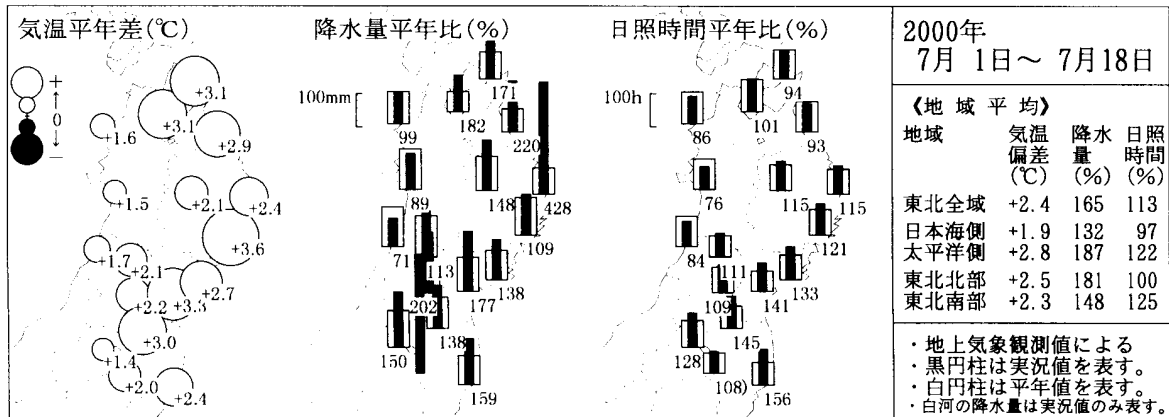 気温平年差(℃)
+
↑
0
↓
−
+3.1
+3.1
+1.6
+2.9
+1.5
+2.1
+2.4
+3.6
+1.7
+2.1
+2.7
+2.2
+3.3
+3.0
+1.4
+2.0
+2.4
降水量平年比(%)
100mm
171
182
99
220
89
148
428
109
71
113
138
177
202
138
150
159
日照時間平年比(%)
100h
94
101
86
93
76
115
115
121
84
111
133
141
109
145
128
108)
156
2000年
7月 1日〜 7月18日
《地 域 平 均》
地域 気温 降水 日照
偏差 量 時間
(℃) (%) (%)
東北全域 +2.4 165 113
日本海側 +1.9 132 97
太平洋側 +2.8 187 122
東北北部 +2.5 181 100
東北南部 +2.3 148 125
・地上気象観測値による
・黒円柱は実況値を表す。
・白円柱は平年値を表す。
・白河の降水量は実況値のみ表す。